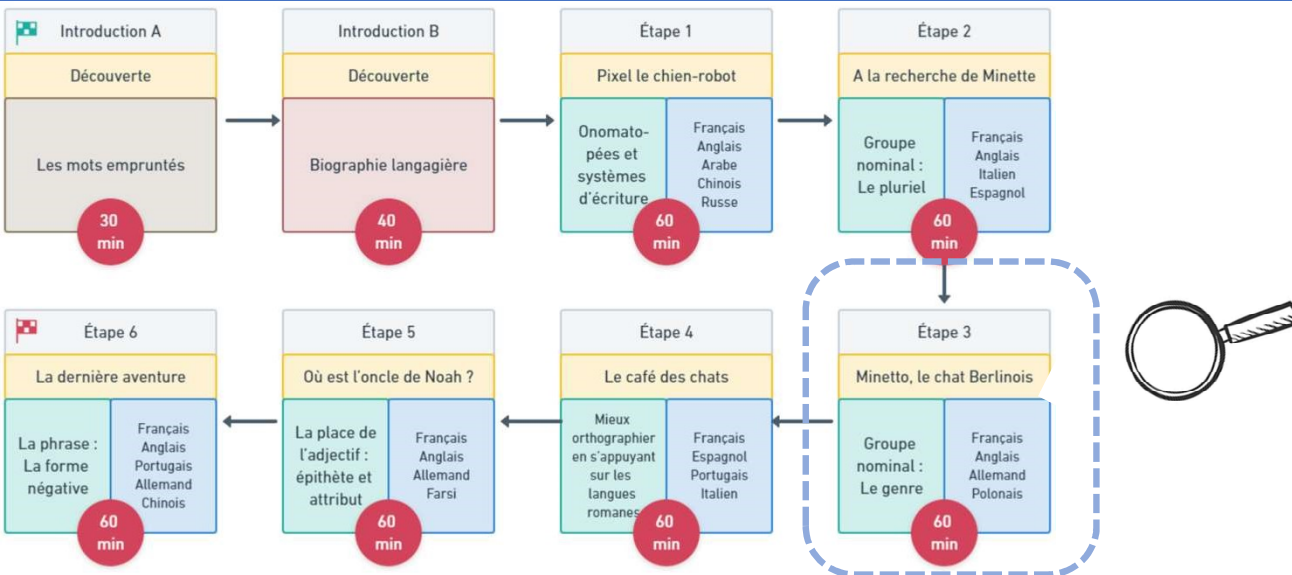 Introduction A
Découverte
Les mots empruntés
30
min
Introduction B
Découverte
Biographie langagière
40
min
Étape 1
Pixel le chien-robot
Onomato-
pées et
systèmes
d'écriture
Français
Anglais
Arabe
Chinois
Russe
60
min
Étape 2
A la recherche de Minette
Groupe
nominal :
Le pluriel
Français
Anglais
Italien
Espagnol
60
min
Étape 3
Minetto, le chat Berlinois
Groupe
nominal :
Le genre
Français
Anglais
Allemand
Polonais
60
min
Étape 4
Le café des chats
Mieux
orthographier
en s'appuyant
sur les
langues
romanes
Français
Espagnol
Portugais
Italien
60
min
Étape 5
Où est l'oncle de Noah ?
La place de
l'adjectif :
épithète et
attribut
Français
Anglais
Allemand
Farsi
60
min
Étape 6
La dernière aventure
La phrase :
La forme
négative
Français
Anglais
Portugais
Allemand
Chinois
60
min